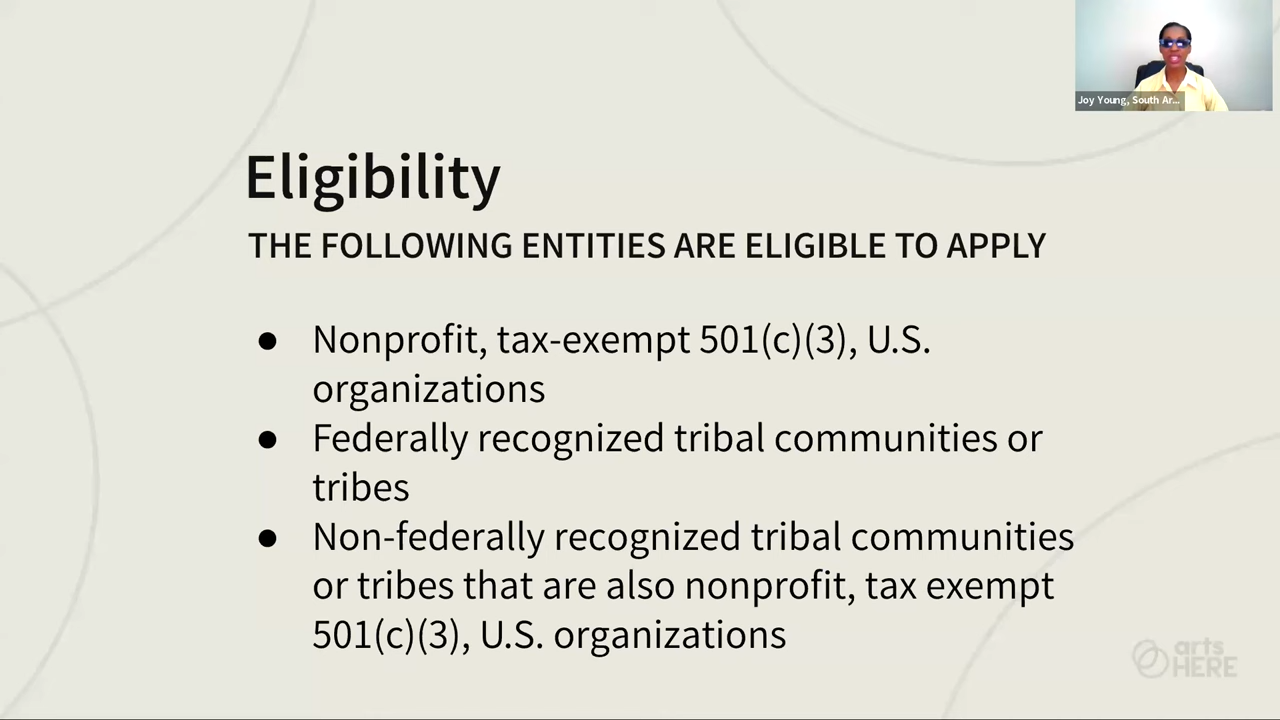 Joy Young, South Ar...
Eligibility
THE FOLLOWING ENTITIES ARE ELIGIBLE TO APPLY
● Nonprofit, tax-exempt 501(c)(3), U.S.
organizations
● Federally recognized tribal communities or
tribes
● Non-federally recognized tribal communities
or tribes that are also nonprofit, tax exempt
501(c)(3), U.S. organizations
arts
HERE